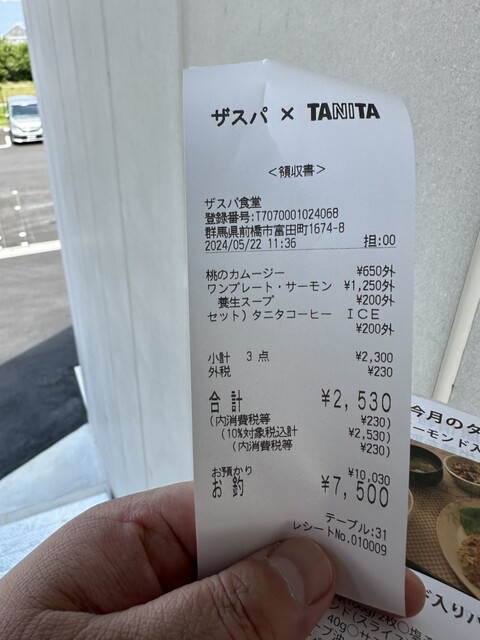 ザスパ × TANITA
<領収書>
ザスパ食堂
登録番号:T7070001024068
群馬県前橋市富田町1674-8
2024/05/22 11:36 担:00
桃のカムージー ¥650外
ワンプレート・サーモン ¥1,250外
養生スープ ¥200外
セット)タニタコーヒー ICE
¥200外
小計 3 点 ¥2,300
外税 ¥230
合計 ¥2,530
(内消費税等 ¥230)
(10%対象税込計 ¥2,530)
(内消費税等 ¥230)
お預かり ¥10,030
お釣 ¥7,500
テーブル:31
レシートNo.010009
今月のタ
ーモンド入